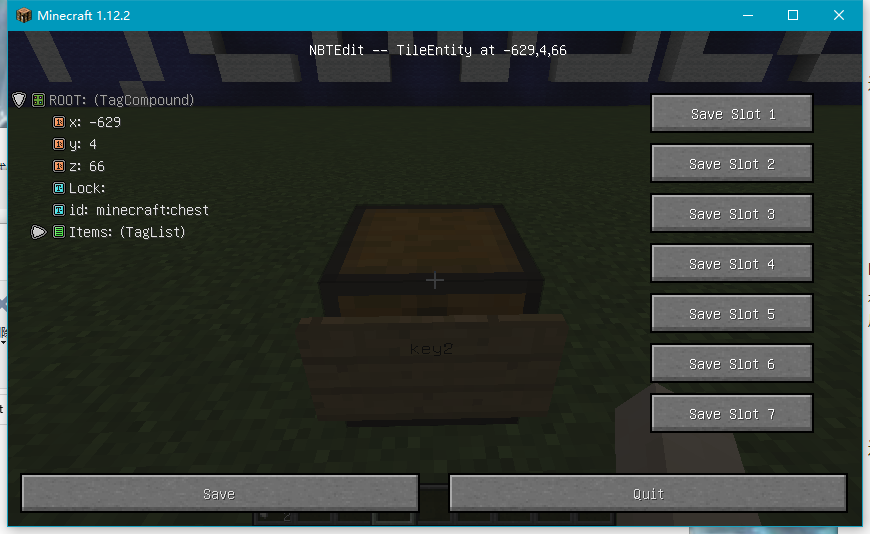 Minecraft 1.12.2
NBTEdit -- TileEntity at -629,4,66
ROOT: (TagCompound)
x: -629
y: 4
z: 66
Lock:
id: minecraft:chest
Items: (TagList)
Save Slot 1
Save Slot 2
Save Slot 3
Save Slot 4
Save Slot 5
Save Slot 6
Save Slot 7
key2
Save
Quit
2